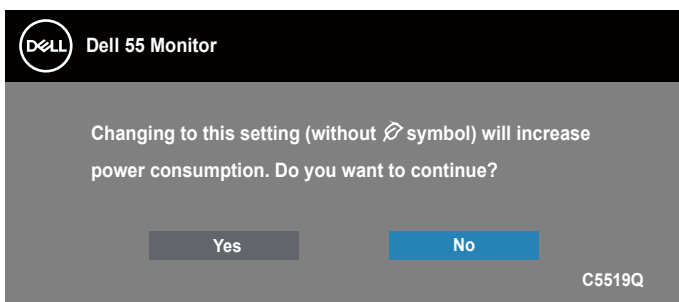 DELL Dell 55 Monitor
Changing to this setting (without symbol) will increase
power consumption. Do you want to continue?
Yes No
C5519Q